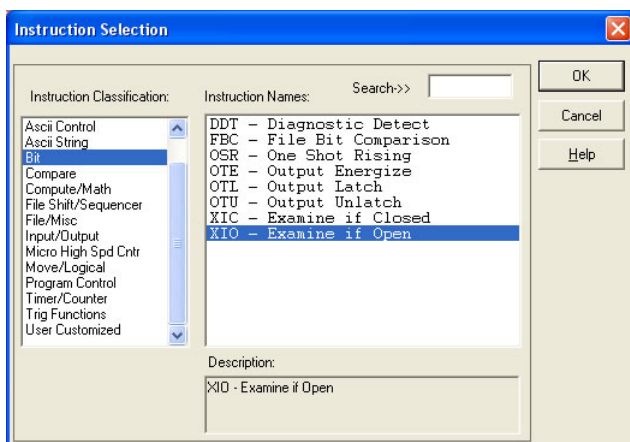 Instruction Selection
Instruction Classification:
Ascii Control
Ascii String
Bit
Compare
Compute/Math
File Shift/Sequencer
File/Misc
Input/Output
Micro High Spd Cntr
Move/Logical
Program Control
Timer/Counter
Trig Functions
User Customized
Instruction Names:
Search->>
DDT - Diagnostic Detect
FBC - File Bit Comparison
OSR - One Shot Rising
OTE - Output Energize
OTL - Output Latch
OTU - Output Unlatch
XIC - Examine if Closed
XIO - Examine if Open
Description:
XIO - Examine if Open
OK
Cancel
Help